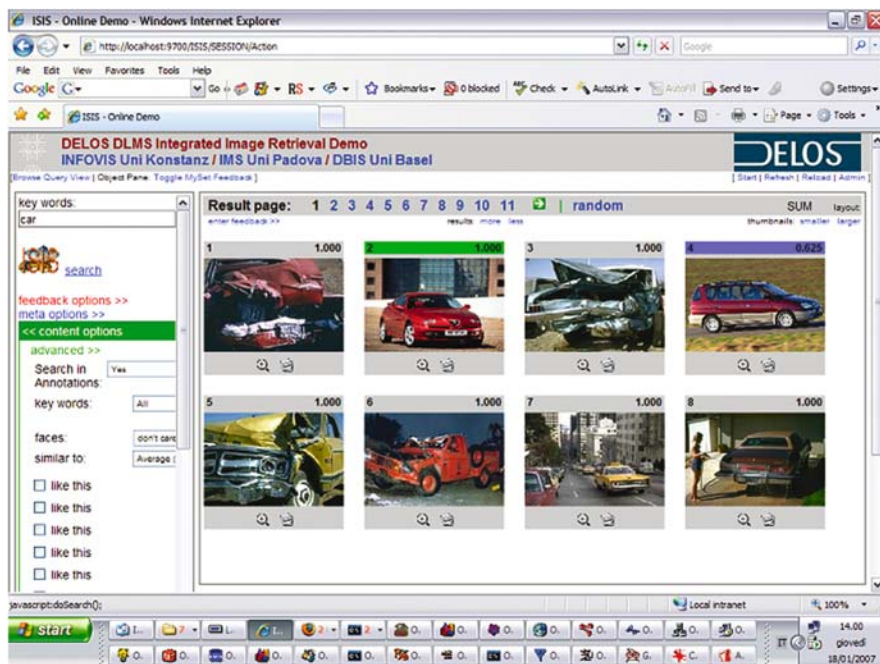 ISIS - Online Demo - Windows Internet Explorer
http://localhost:9700/ISIS/SESSION/Action
Google
File Edit View Favorites Tools Help
Google G Go RS Bookmarks 0 blocked Check AutoLink AutoFill Send to Settings
ISIS - Online Demo
Page Tools
DELOS DLMS Integrated Image Retrieval Demo
INFOVIS Uni Konstanz / IMS Uni Padova / DBIS Uni Basel
DELOS
[Browse Query View | Object Pane: Toggle MySet Feedback ]
[ Start | Refresh | Reload | Admin ]
key words:
car
search
feedback options >>
meta options >>
<< content options
advanced >>
Search in Annotations: Yes
key words: All
faces: don't care
similar to: Average
like this
like this
like this
like this
like this
Result page: 1 2 3 4 5 6 7 8 9 10 11 | random
SUM layout:
enter feedback >>
results: more less
thumbnails: smaller larger
1 1.000
2 1.000
3 1.000
4 0.625
5 1.000
6 1.000
7 1.000
8 1.000
javascript:doSearch();
Local intranet
100%
start
IT
14.00
giovedì
18/01/2007